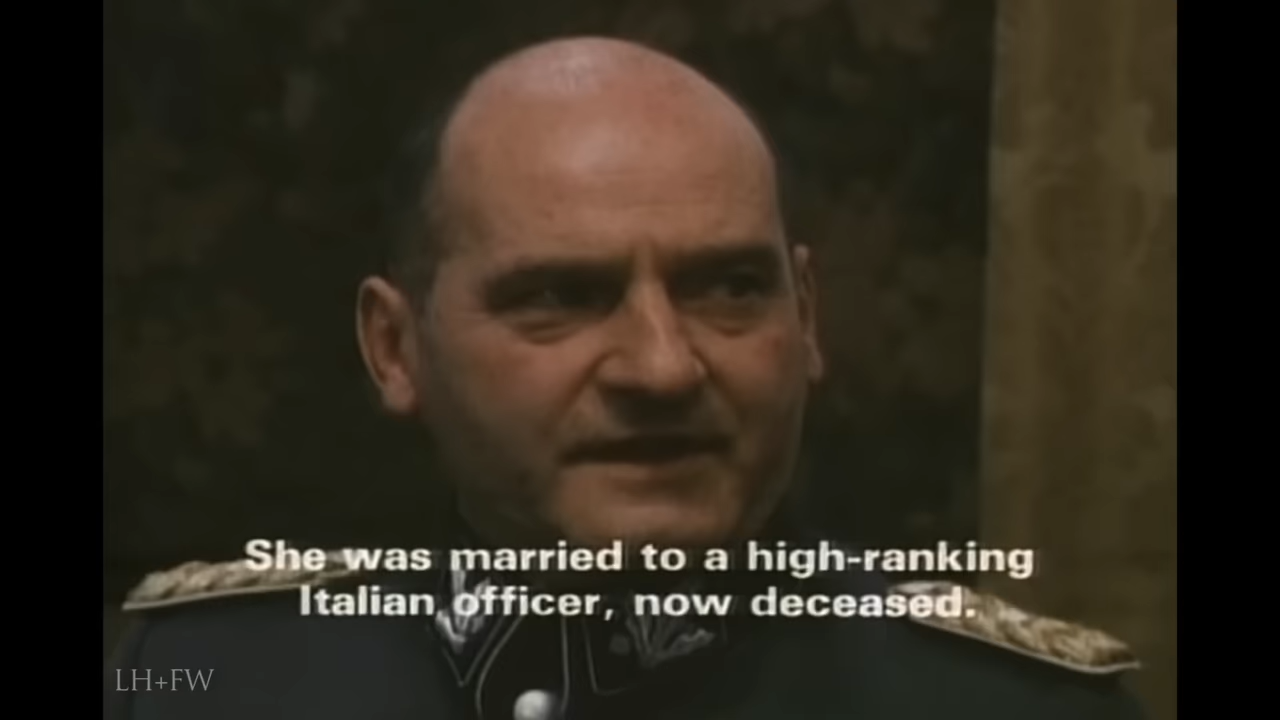 She was married to a high-ranking
Italian officer, now deceased.
LH+FW